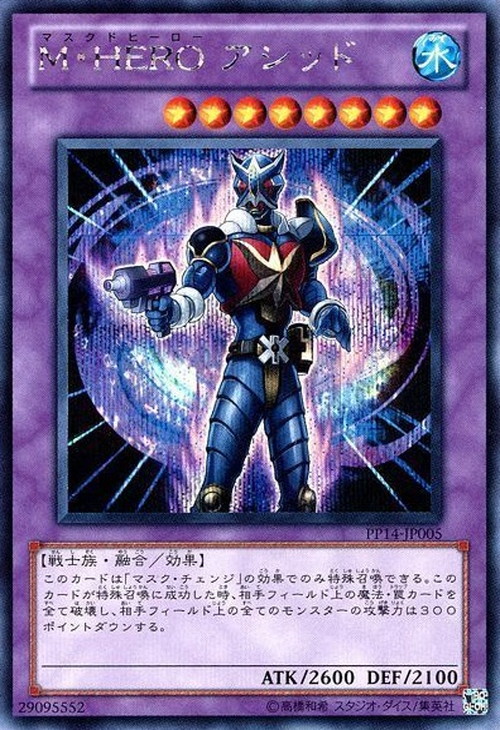 マスクドヒーロー
M・HERO アシッド
水
PP14-JP005
【戦士族・融合／効果】
このカードは「マスク・チェンジ」の効果でのみ特殊召喚できる。この
カードが特殊召喚に成功した時、相手フィールド上の魔法・罠カードを
全て破壊し、相手フィールド上の全てのモンスターの攻撃力は３００
ポイントダウンする。
ATK/2600 DEF/2100
29095552
©高橋和希 スタジオ・ダイス/集英社